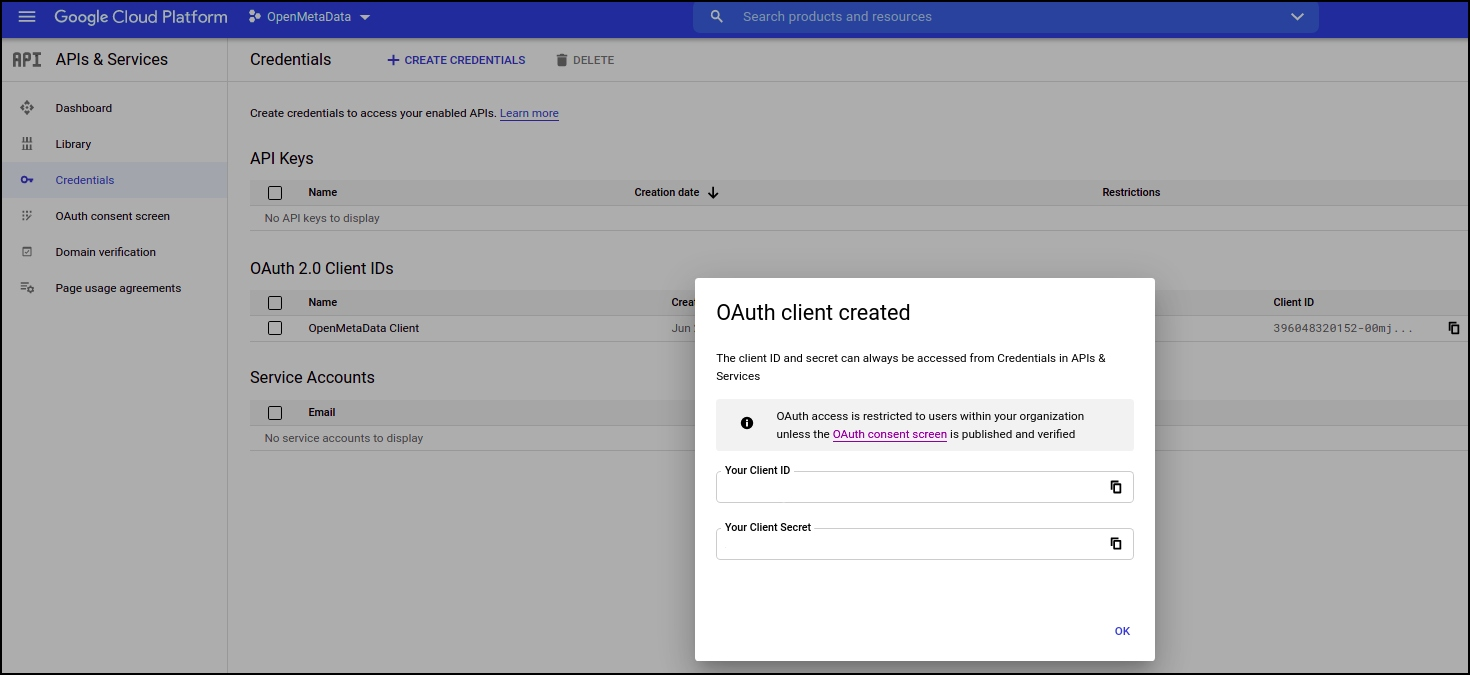 Google Cloud Platform
OpenMetaData
Search products and resources
API
APIs & Services
Dashboard
Library
Credentials
OAuth consent screen
Domain verification
Page usage agreements
Credentials
CREATE CREDENTIALS
DELETE
Create credentials to access your enabled APIs. Learn more
API Keys
Name Creation date Restrictions
No API keys to display
OAuth 2.0 Client IDs
Name Creat Client ID
OpenMetaData Client Jun 396048320152-00mj...
Service Accounts
Email
No service accounts to display
OAuth client created
The client ID and secret can always be accessed from Credentials in APIs &
Services
OAuth access is restricted to users within your organization
unless the OAuth consent screen is published and verified
Your Client ID
Your Client Secret
OK